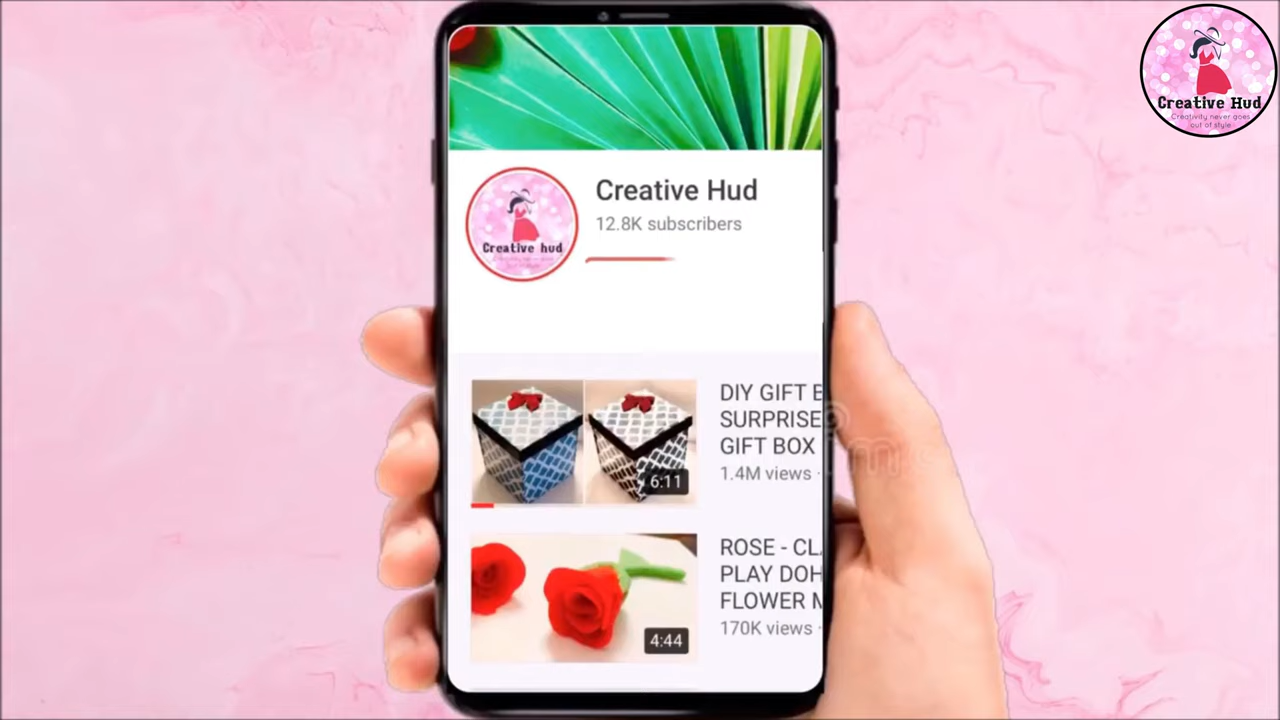 Creative Hud
Creativity never goes
out of style
Creative Hud
12.8K subscribers
Creative hud
DIY GIFT
SURPRISE
GIFT BOX
1.4M views ·
6:11
ROSE -
PLAY DOH
FLOWER
170K views ·
4:44